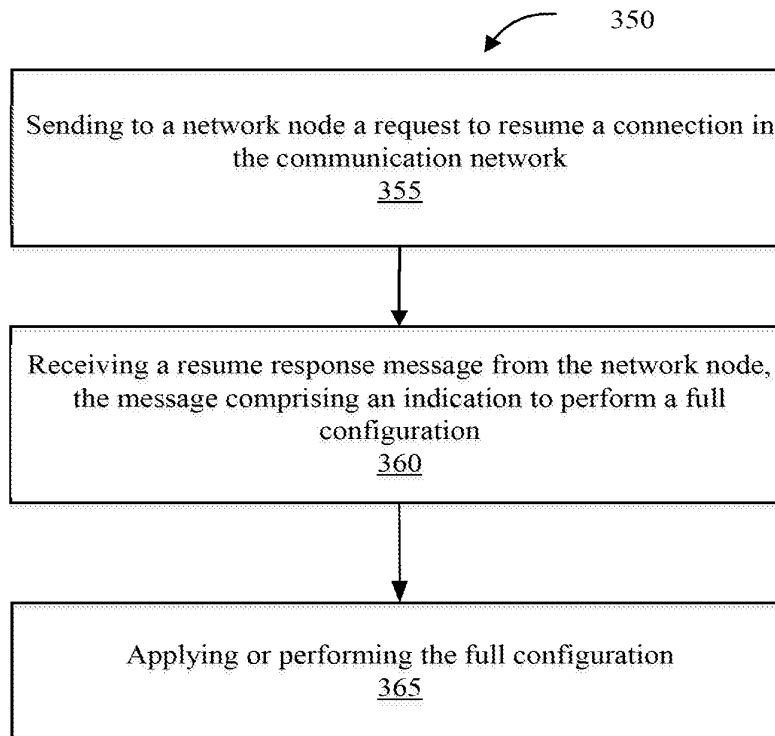 350
Sending to a network node a request to resume a connection in
the communication network
355
Receiving a resume response message from the network node,
the message comprising an indication to perform a full
configuration
360
Applying or performing the full configuration
365